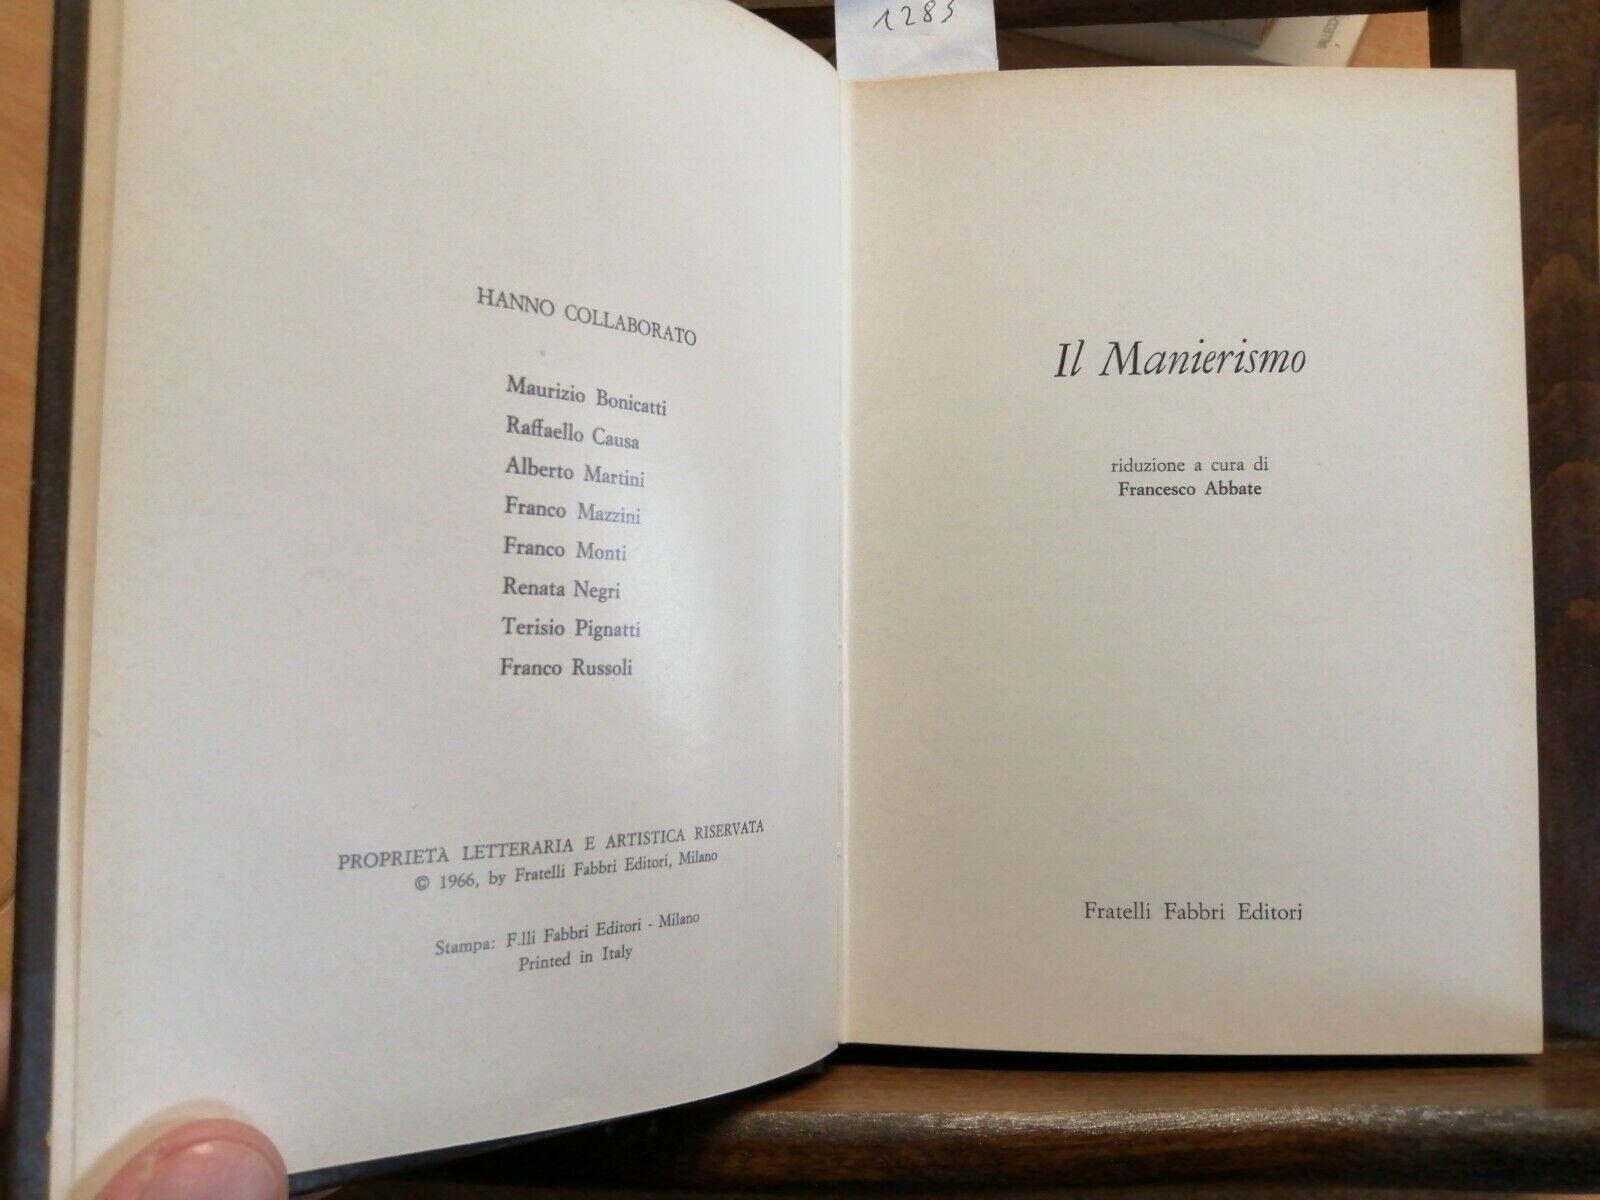 1283
HANNO COLLABORATO
Maurizio Bonicatti
Raffaello Causa
Alberto Martini
Franco Mazzini
Franco Monti
Renata Negri
Terisio Pignatti
Franco Russoli
PROPRIETÀ LETTERARIA E ARTISTICA RISERVATA
© 1966, by Fratelli Fabbri Editori, Milano
Stampa: F.lli Fabbri Editori - Milano
Printed in Italy
Il Manierismo
riduzione a cura di
Francesco Abbate
Fratelli Fabbri Editori